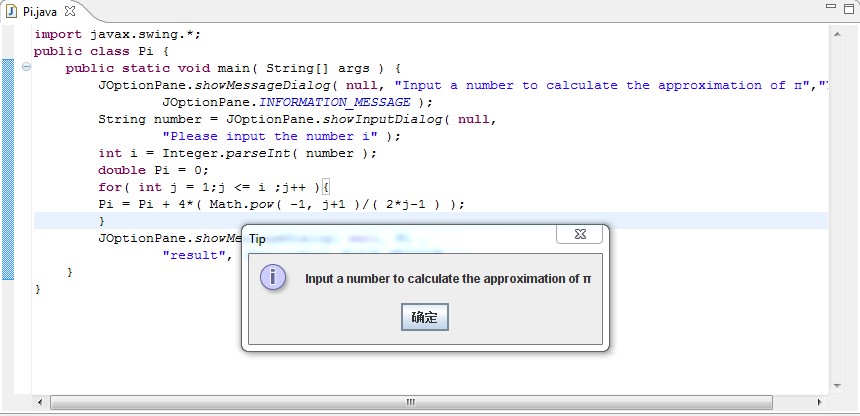 Pi.java
import javax.swing.*;
public class Pi {
public static void main( String[] args ) {
JOptionPane.showMessageDialog( null, "Input a number to calculate the approximation of π","
JOptionPane.INFORMATION_MESSAGE );
String number = JOptionPane.showInputDialog( null,
"Please input the number i" );
int i = Integer.parseInt( number );
double Pi = 0;
for( int j = 1;j <= i ;j++ ){
Pi = Pi + 4*( Math.pow( -1, j+1 )/( 2*j-1 ) );
}
JOptionPane.showMe
"result",
}
}
Tip
Input a number to calculate the approximation of π
确定